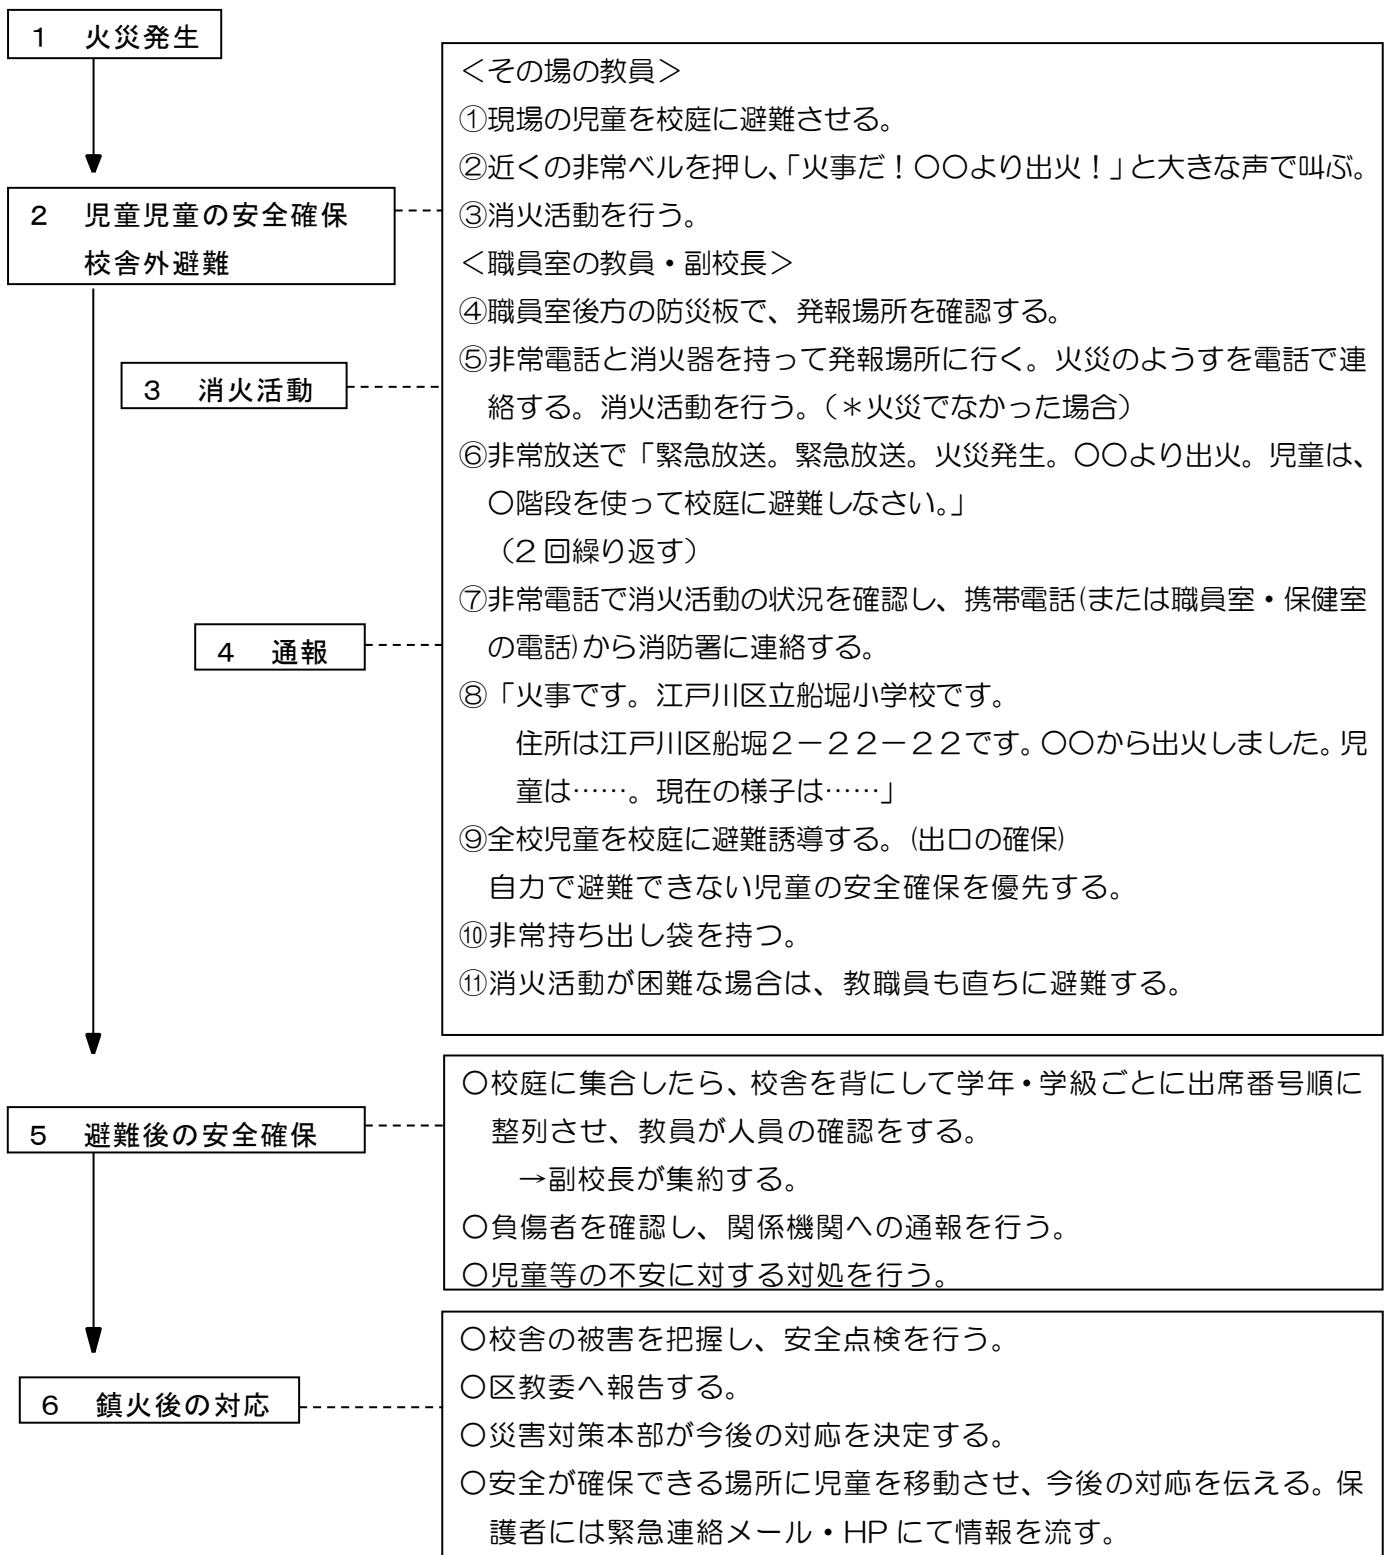 1 火災発生
2 児童児童の安全確保
校舎外避難
3 消火活動
4 通報
<その場の教員>
①現場の児童を校庭に避難させる。
②近くの非常ベルを押し、「火事だ！〇〇より出火！」と大きな声で叫ぶ。
③消火活動を行う。
<職員室の教員・副校長>
④職員室後方の防災板で、発報場所を確認する。
⑤非常電話と消火器を持って発報場所に行く。火災のようすを電話で連
絡する。消火活動を行う。（＊火災でなかった場合）
⑥非常放送で「緊急放送。緊急放送。火災発生。〇〇より出火。児童は、
〇階段を使って校庭に避難しなさい。」
（2回繰り返す）
⑦非常電話で消火活動の状況を確認し、携帯電話(または職員室・保健室
の電話)から消防署に連絡する。
⑧「火事です。江戸川区立船堀小学校です。
住所は江戸川区船堀２－２２－２２です。〇〇から出火しました。児
童は……。現在の様子は……」
⑨全校児童を校庭に避難誘導する。(出口の確保)
自力で避難できない児童の安全確保を優先する。
⑩非常持ち出し袋を持つ。
⑪消火活動が困難な場合は、教職員も直ちに避難する。
5 避難後の安全確保
〇校庭に集合したら、校舎を背にして学年・学級ごとに出席番号順に
整列させ、教員が人員の確認をする。
→副校長が集約する。
〇負傷者を確認し、関係機関への通報を行う。
〇児童等の不安に対する対処を行う。
6 鎮火後の対応
〇校舎の被害を把握し、安全点検を行う。
〇区教委へ報告する。
〇災害対策本部が今後の対応を決定する。
〇安全が確保できる場所に児童を移動させ、今後の対応を伝える。保
護者には緊急連絡メール・HPにて情報を流す。